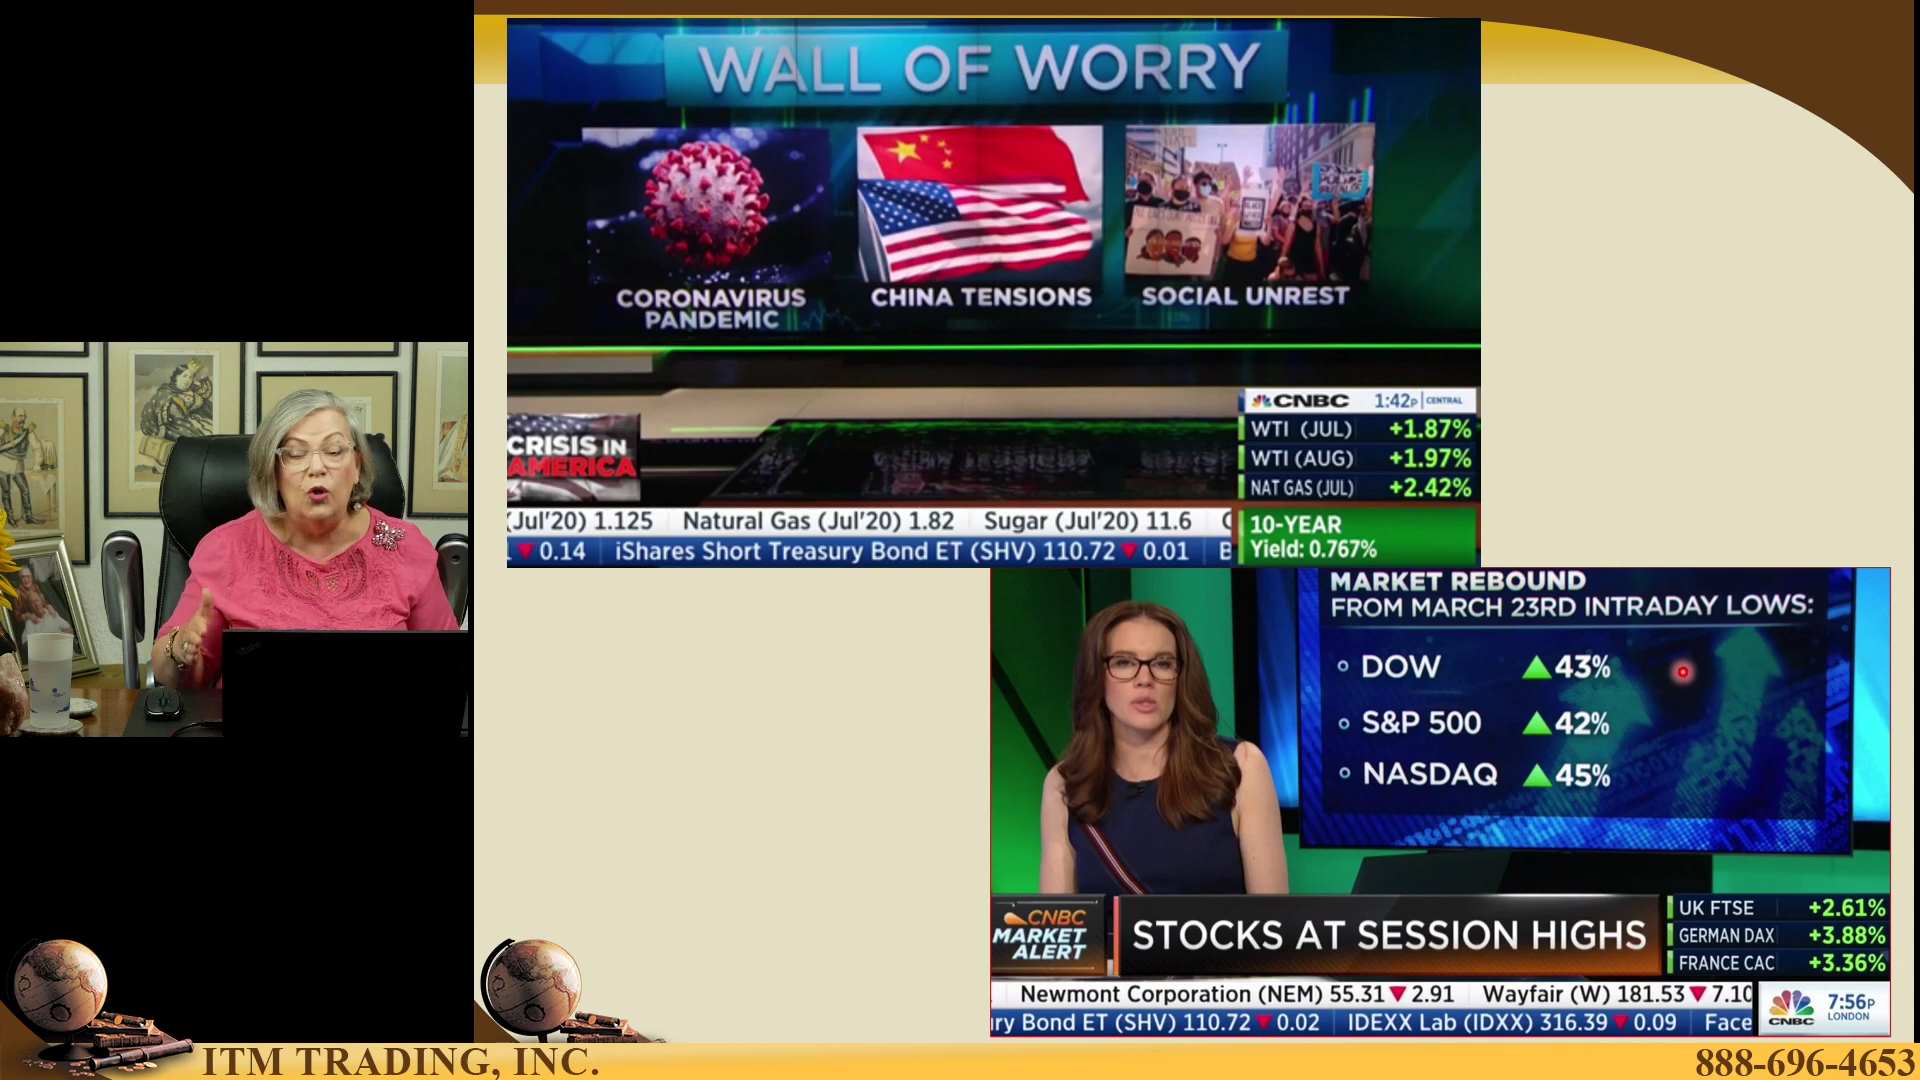 WALL OF WORRY
CORONAVIRUS
PANDEMIC
CHINA TENSIONS
SOCIAL UNREST
CRISIS IN
AMERICA
CNBC 1:42P CENTRAL
WTI (JUL) +1.87%
WTI (AUG) +1.97%
NAT GAS (JUL) +2.42%
(Jul'20) 1.125 Natural Gas (Jul'20) 1.82 Sugar (Jul'20) 11.6
▼ 0.14 iShares Short Treasury Bond ET (SHV) 110.72 ▼ 0.01 B
10-YEAR
Yield: 0.767%
MARKET REBOUND
FROM MARCH 23RD INTRADAY LOWS:
DOW ▲ 43%
S&P 500 ▲ 42%
NASDAQ ▲ 45%
CNBC
MARKET
ALERT
STOCKS AT SESSION HIGHS
UK FTSE +2.61%
GERMAN DAX +3.88%
FRANCE CAC +3.36%
Newmont Corporation (NEM) 55.31 ▼ 2.91 Wayfair (W) 181.53 ▼ 7.10
ry Bond ET (SHV) 110.72 ▼ 0.02 IDEXX Lab (IDXX) 316.39 ▼ 0.09 Face
CNBC
7:56P
LONDON
ITM TRADING, INC.
888-696-4653